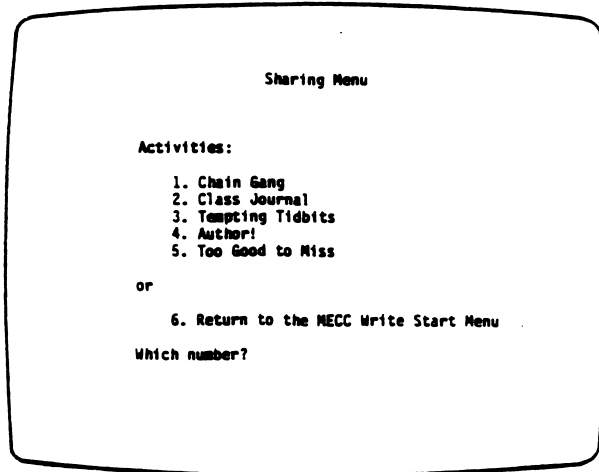 Sharing Menu
Activities:
1. Chain Gang
2. Class Journal
3. Tempting Tidbits
4. Author!
5. Too Good to Miss
or
6. Return to the MECC Write Start Menu
Which number?